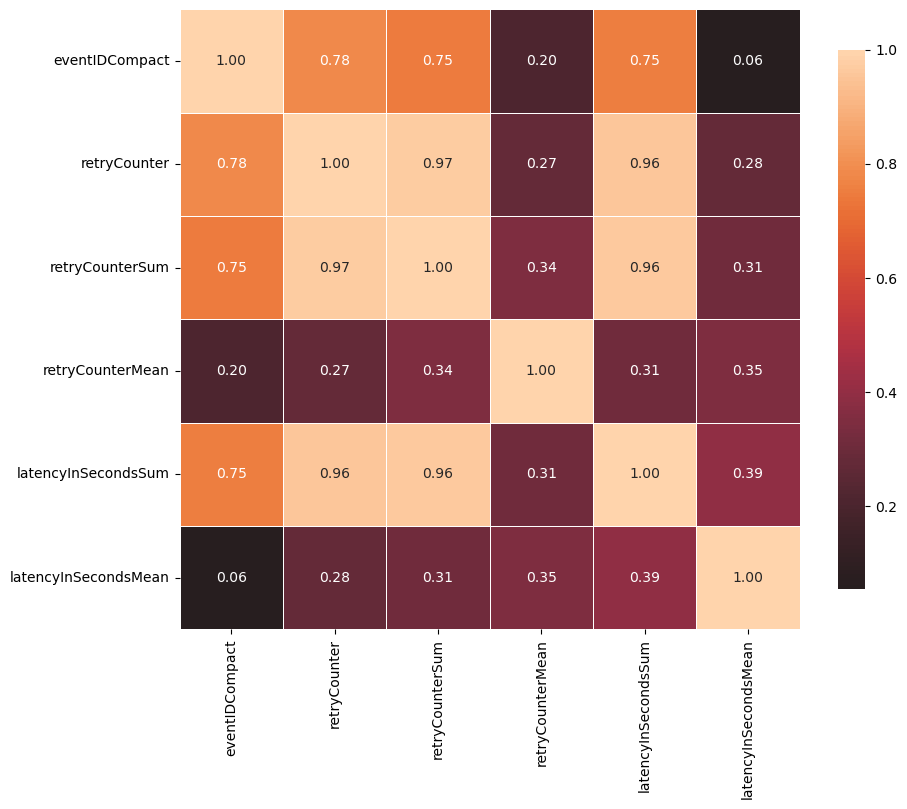 eventIDCompact 1.00 0.78 0.75 0.20 0.75 0.06
retryCounter 0.78 1.00 0.97 0.27 0.96 0.28
retryCounterSum 0.75 0.97 1.00 0.34 0.96 0.31
retryCounterMean 0.20 0.27 0.34 1.00 0.31 0.35
latencyInSecondsSum 0.75 0.96 0.96 0.31 1.00 0.39
latencyInSecondsMean 0.06 0.28 0.31 0.35 0.39 1.00
eventIDCompact
retryCounter
retryCounterSum
retryCounterMean
latencyInSecondsSum
latencyInSecondsMean
1.0
0.8
0.6
0.4
0.2